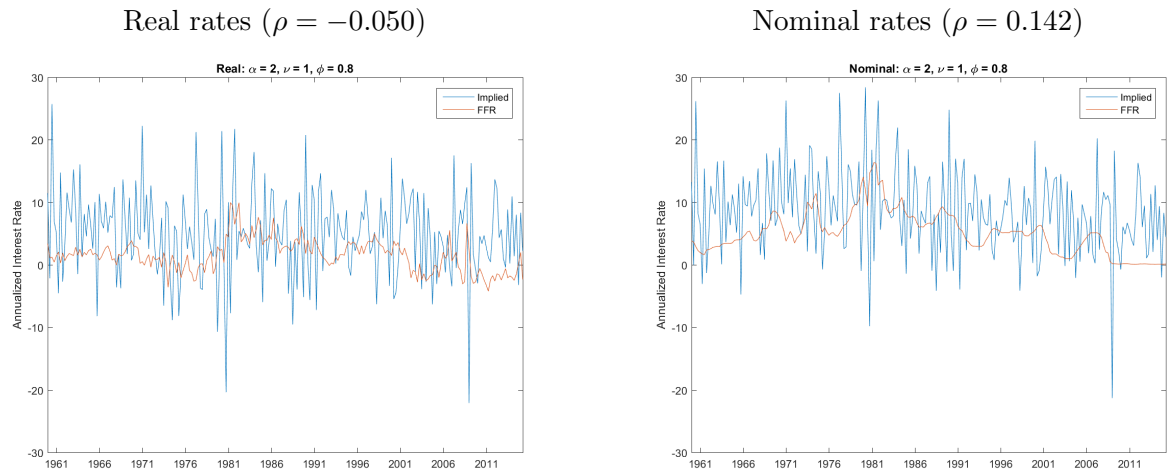 Real rates (ρ = −0.050)
Real: α = 2, ν = 1, ϕ = 0.8
Implied
FFR
Annualized Interest Rate
30
20
10
0
-10
-20
-30
1961 1966 1971 1976 1981 1986 1991 1996 2001 2006 2011
Nominal rates (ρ = 0.142)
Nominal: α = 2, ν = 1, ϕ = 0.8
Implied
FFR
Annualized Interest Rate
30
20
10
0
-10
-20
-30
1961 1966 1971 1976 1981 1986 1991 1996 2001 2006 2011